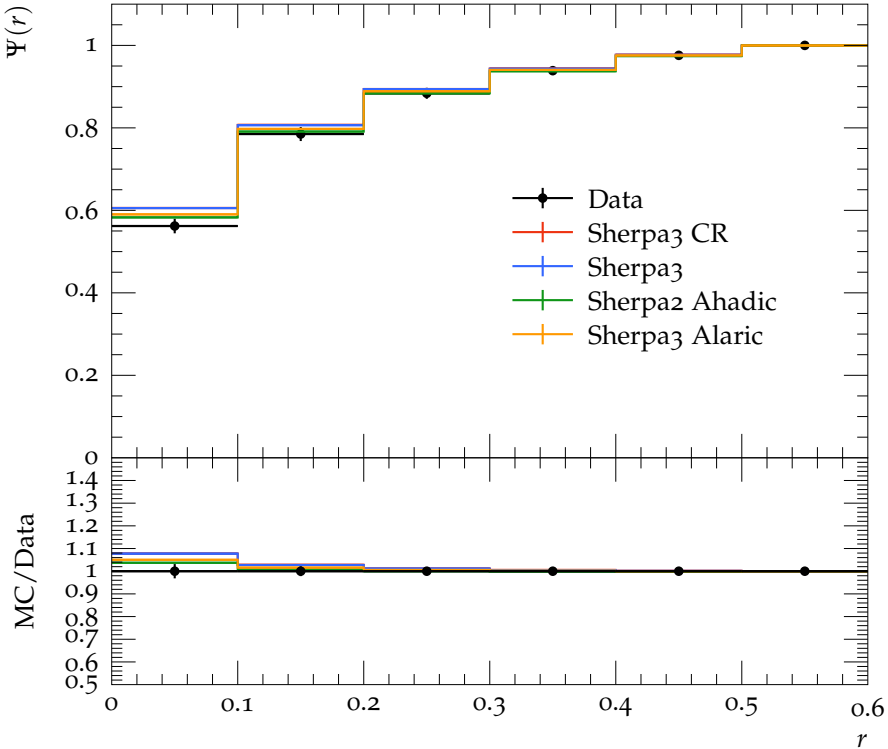 Ψ(r)
1
0.8
0.6
0.4
0.2
0
Data
Sherpa3 CR
Sherpa3
Sherpa2 Ahadic
Sherpa3 Alaric
MC/Data
1.4
1.3
1.2
1.1
1
0.9
0.8
0.7
0.6
0.5
0 0.1 0.2 0.3 0.4 0.5 0.6
r